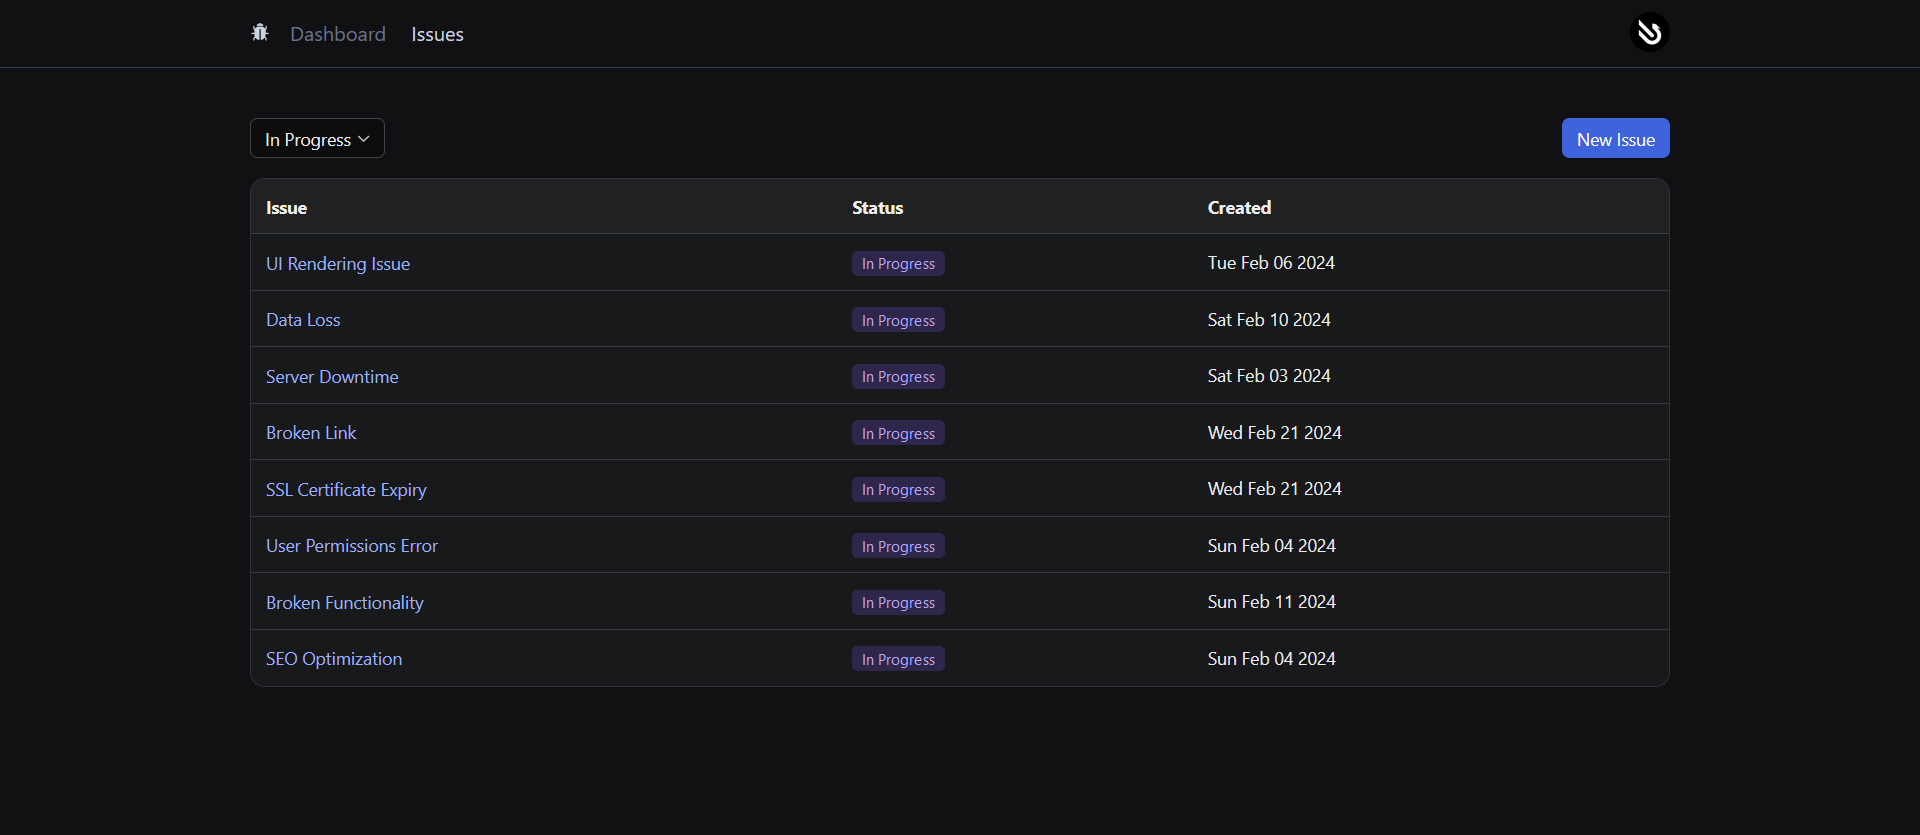 Dashboard Issues
In Progress New Issue
Issue Status Created
UI Rendering Issue In Progress Tue Feb 06 2024
Data Loss In Progress Sat Feb 10 2024
Server Downtime In Progress Sat Feb 03 2024
Broken Link In Progress Wed Feb 21 2024
SSL Certificate Expiry In Progress Wed Feb 21 2024
User Permissions Error In Progress Sun Feb 04 2024
Broken Functionality In Progress Sun Feb 11 2024
SEO Optimization In Progress Sun Feb 04 2024